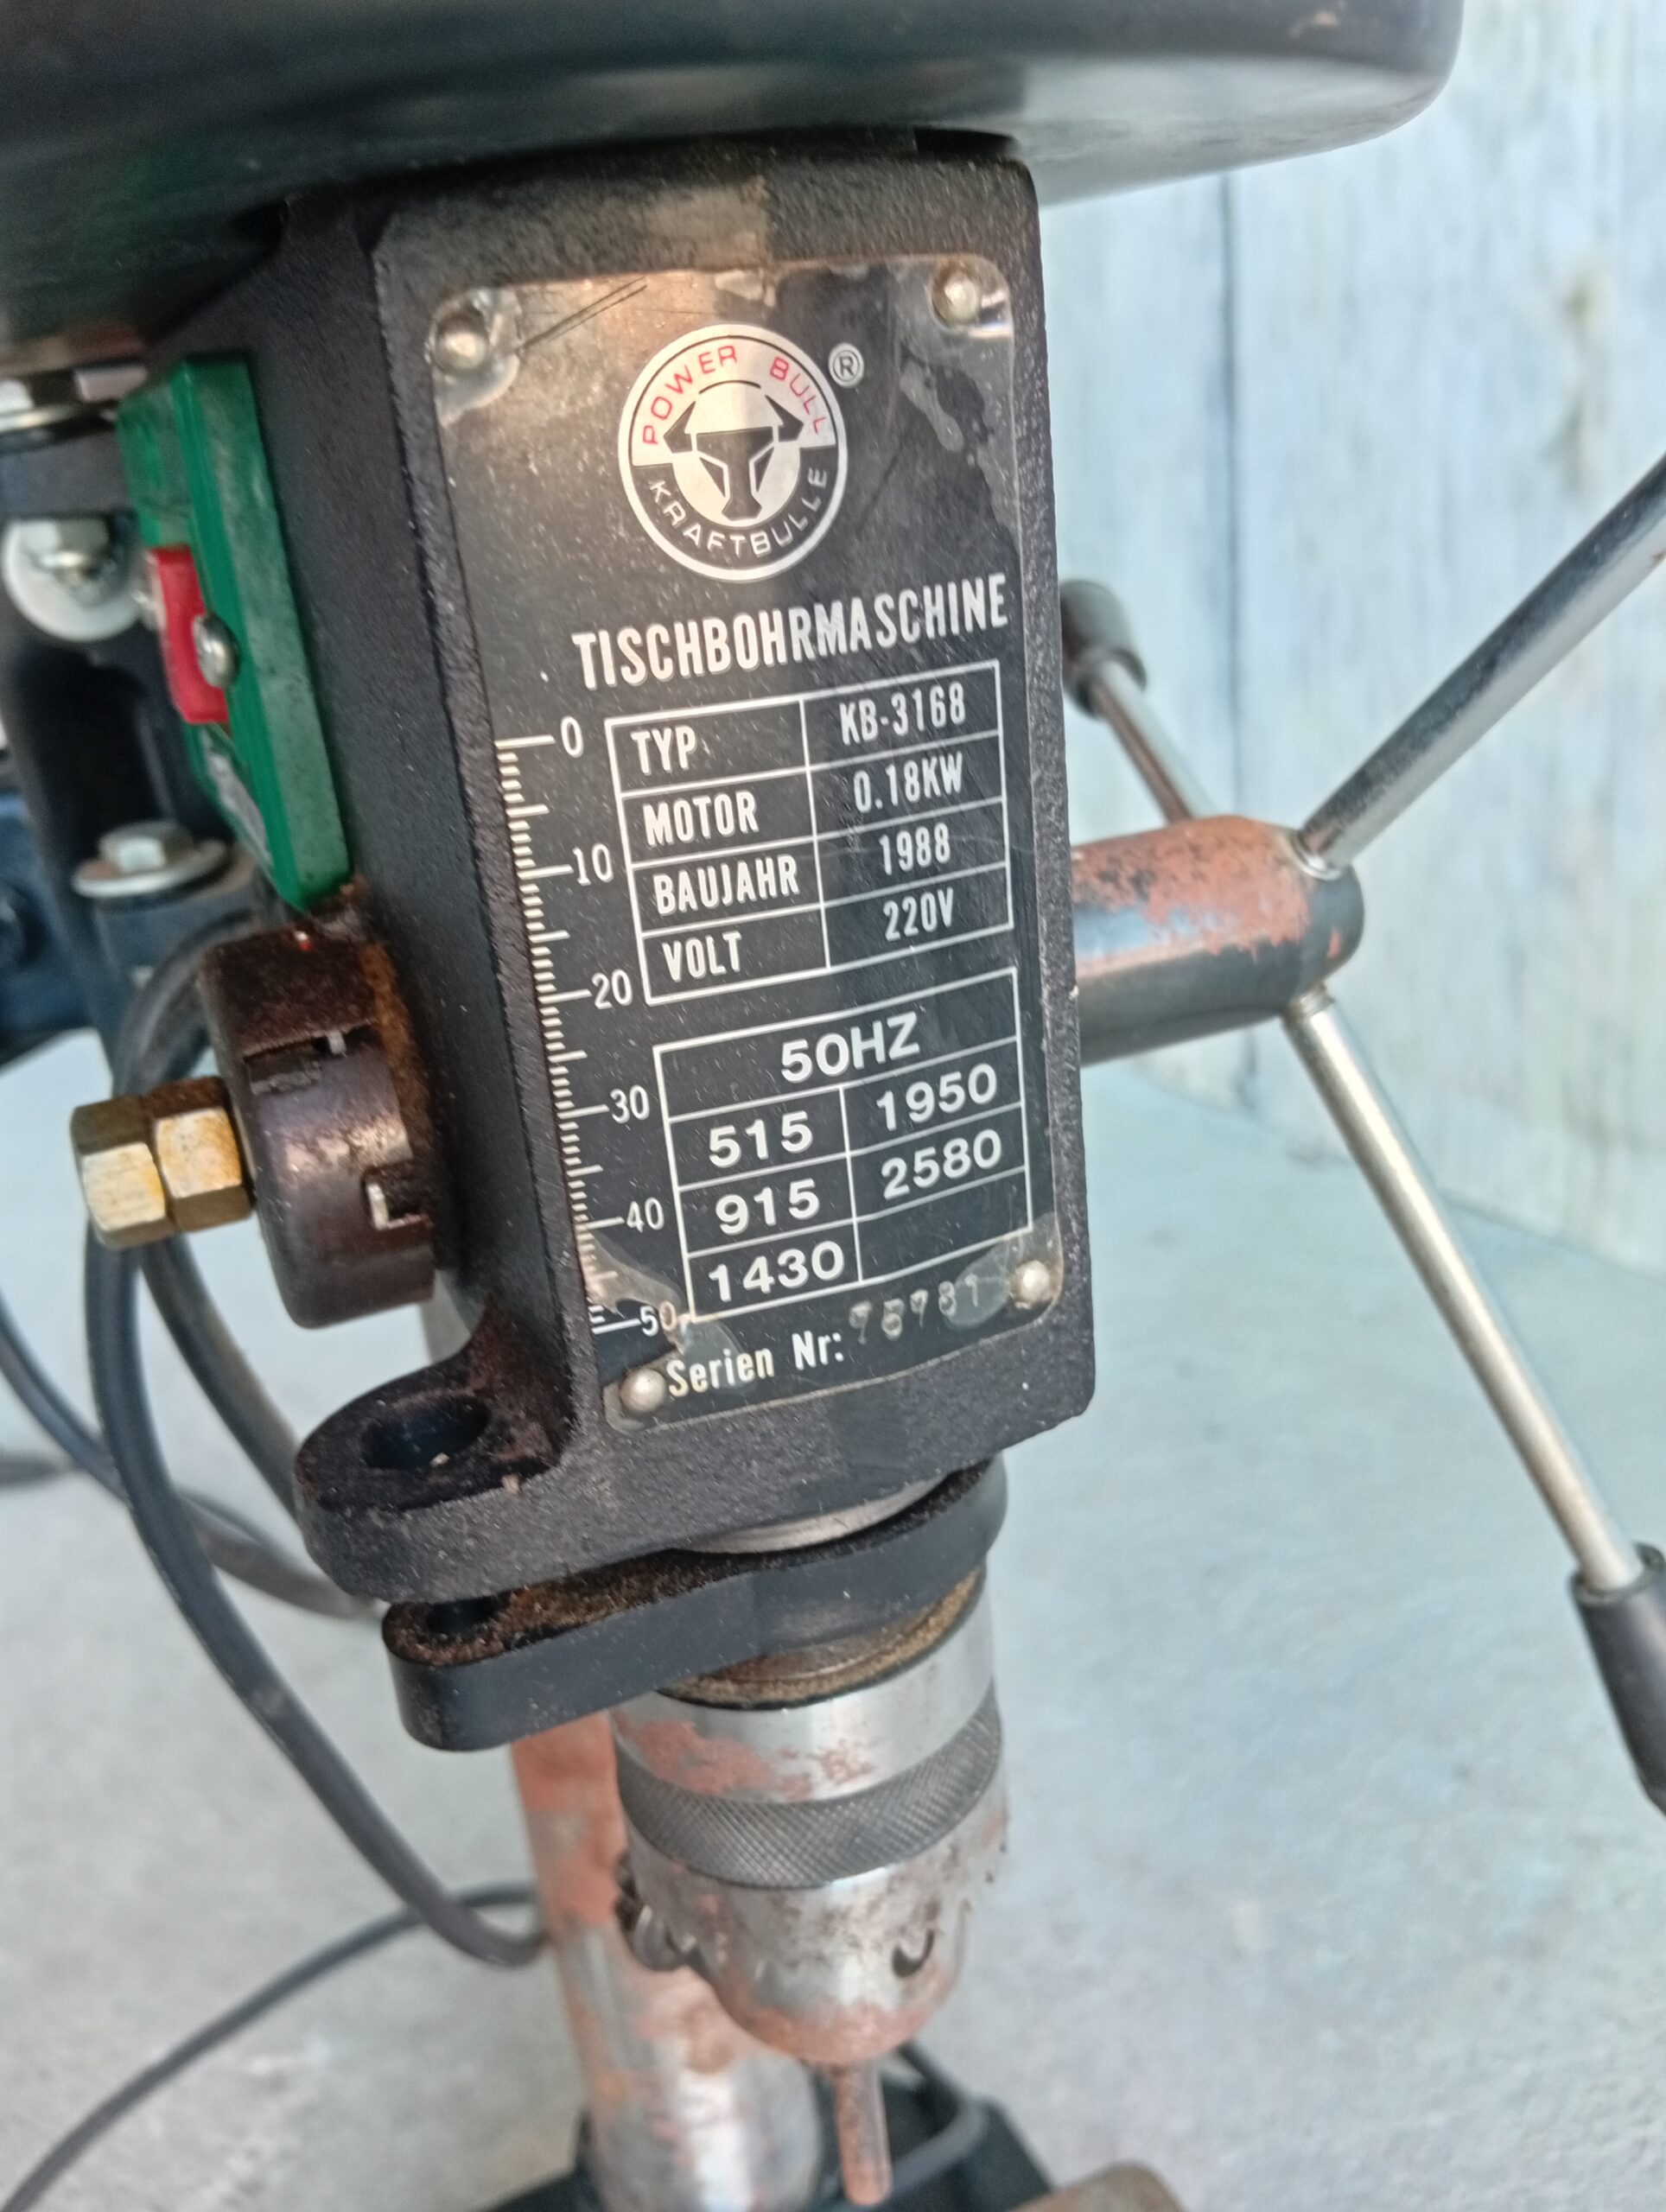 POWER BULL ®
KRAFTBULLE
TISCHBOHRMASCHINE
TYP KB-3168
MOTOR 0.18KW
BAUJAHR 1988
VOLT 220V
0
10
20
30
40
50
50HZ
515 1950
915 2580
1430
Serien Nr: